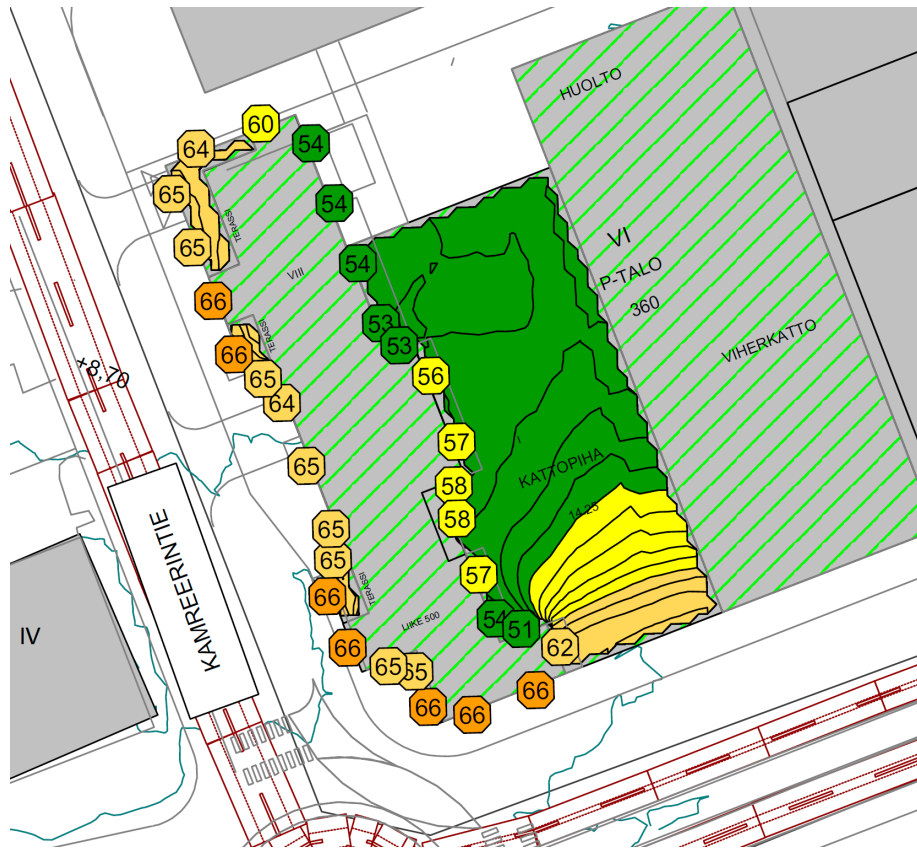 HUOLTO
60
64
54
65
54
TERASSI
65
VI
54
VIII
P-TALO
66
360
53
TERASSI
53
VIHERKATTO
66
+8,70
65
56
64
57
65
KATTOPIHA
58
14.25
58
65
65
57
TERASSI
66
KAMREERINTIE
54
LIIKE 500
51
IV
66
62
65
65
66
66
66